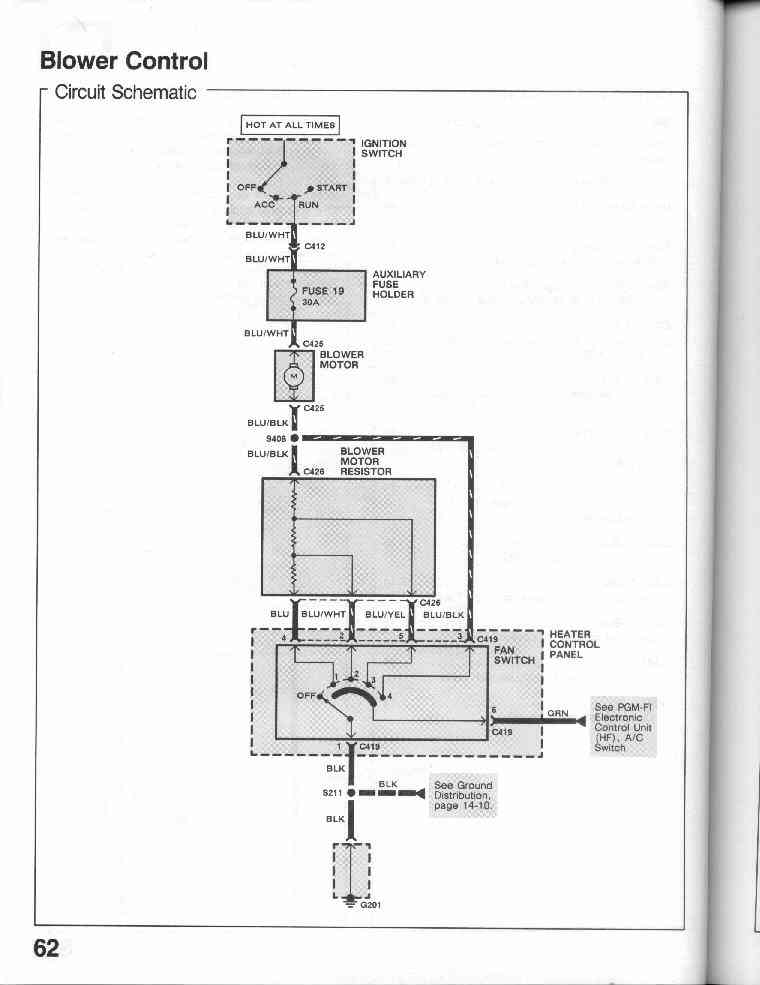 Blower Control
Circuit Schematic
HOT AT ALL TIMES
IGNITION
SWITCH
OFF
START
ACC
RUN
BLU/WHT
C412
BLU/WHT
AUXILIARY
FUSE
HOLDER
FUSE 19
30A
BLU/WHT
C425
BLOWER
MOTOR
M
C425
BLU/BLK
S406
BLU/BLK
BLOWER
MOTOR
RESISTOR
C426
C426
BLU
BLU/WHT
BLU/YEL
BLU/BLK
4
2
5
3
C419
HEATER
CONTROL
PANEL
FAN
SWITCH
1
2
3
4
OFF
6
C419
GRN
See PGM-FI
Electronic
Control Unit
(HF), A/C
Switch
1
C419
BLK
S211
BLK
See Ground
Distribution,
page 14-10.
BLK
G201
62